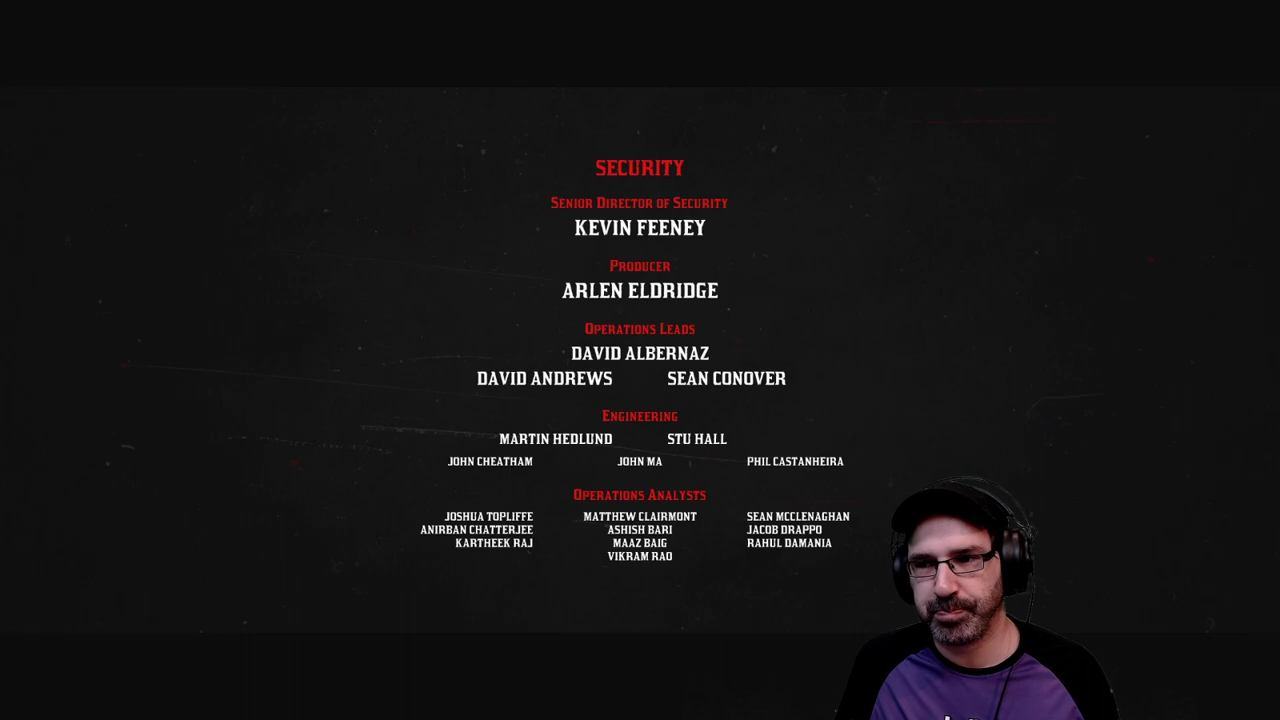 SECURITY
SENIOR DIRECTOR OF SECURITY
KEVIN FEENEY
PRODUCER
ARLEN ELDRIDGE
OPERATIONS LEADS
DAVID ALBERNAZ
DAVID ANDREWS SEAN CONOVER
ENGINEERING
MARTIN HEDLUND STU HALL
JOHN CHEATHAM JOHN MA PHIL CASTANHEIRA
OPERATIONS ANALYSTS
JOSHUA TOPLIFFE MATTHEW CLAIRMONT SEAN MCCLENAGHAN
ANIRBAN CHATTERJEE ASHISH BARI JACOB DRAPPO
KARTHEEK RAJ MAAZ BAIG RAHUL DAMANIA
VIKRAM RAO